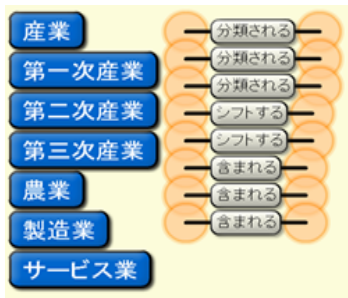 産業
第一次産業
第二次産業
第三次産業
農業
製造業
サービス業
分類される
分類される
分類される
シフトする
シフトする
含まれる
含まれる
含まれる